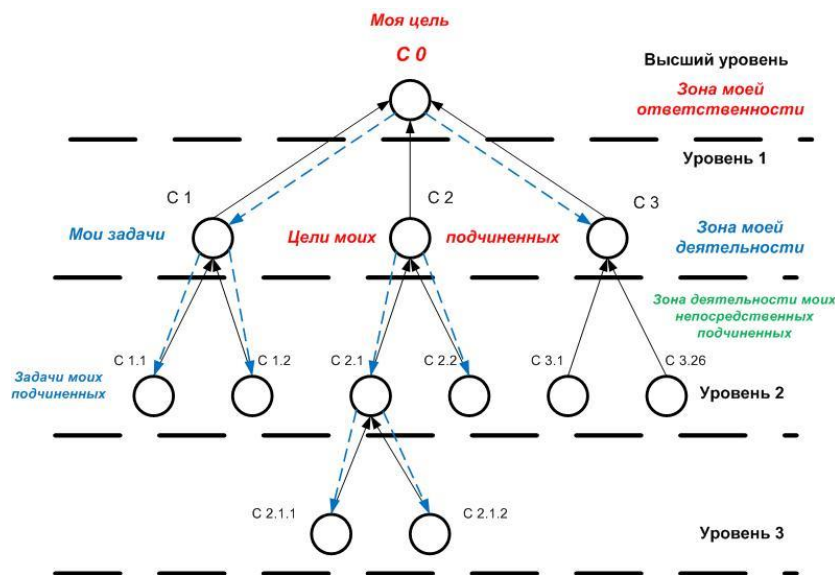 Моя цель
С 0
Высший уровень
Зона моей
ответственности
Уровень 1
С 1
С 2
С 3
Мои задачи
Цели моих
подчиненных
Зона моей
деятельности
Зона деятельности моих
непосредственных
подчиненных
С 1.1
С 1.2
С 2.1
С 2.2
С 3.1
С 3.26
Задачи моих
подчиненных
Уровень 2
С 2.1.1
С 2.1.2
Уровень 3